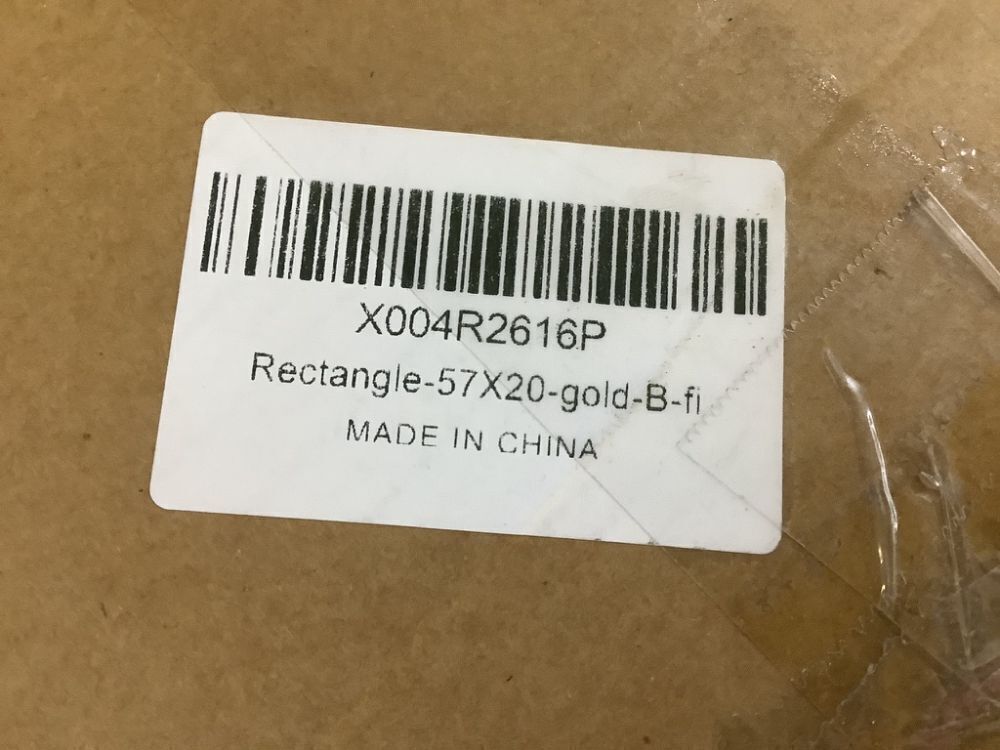 X004R2616P
Rectangle-57X20-gold-B-fi
MADE IN CHINA